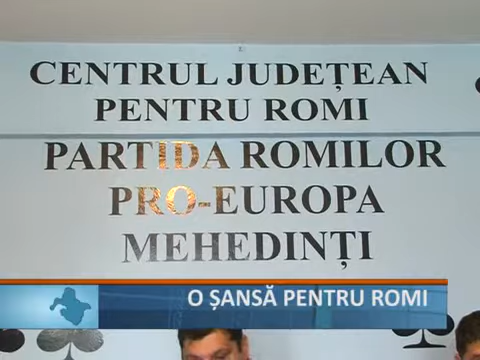 CENTRUL JUDEȚEAN
PENTRU ROMI
PARTIDA ROMILOR
PRO-EUROPA
MEHEDINȚI
O ȘANSĂ PENTRU ROMI